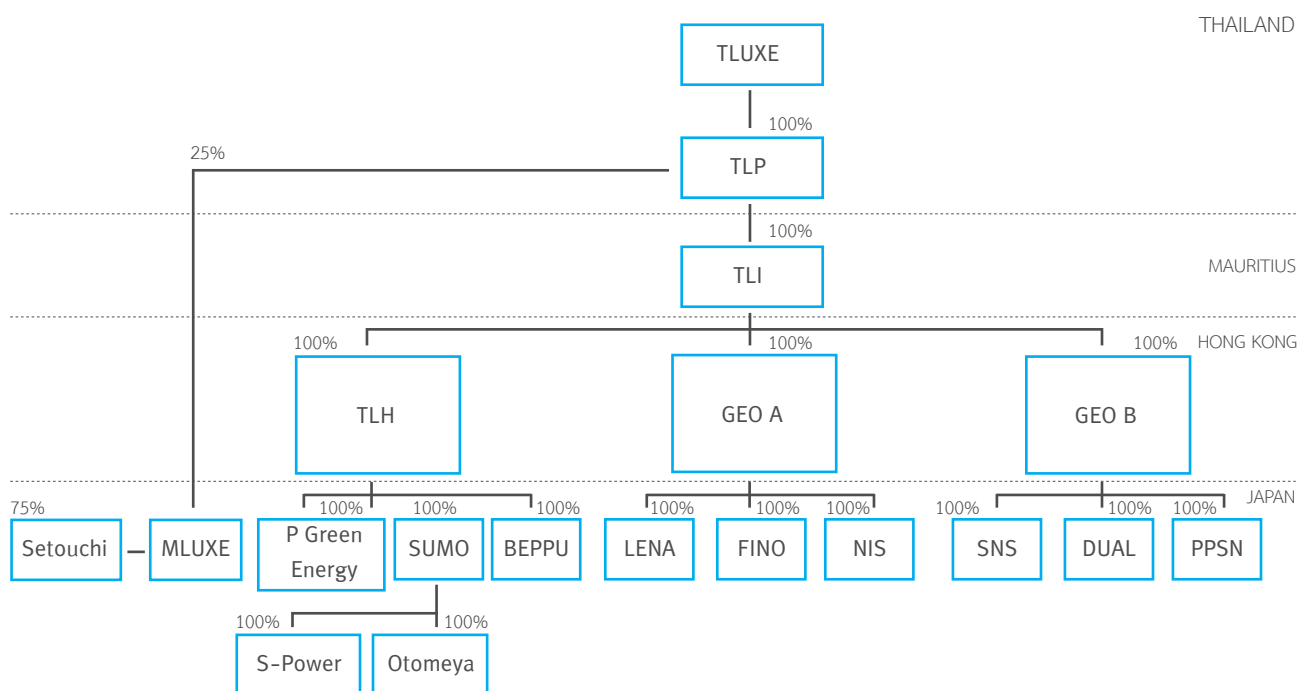 THAILAND
TLUXE
100%
25%
TLP
100%
MAURITIUS
TLI
100%
100%
100%
HONG KONG
TLH
GEO A
GEO B
JAPAN
75%
100%
100%
100%
100%
100%
100%
100%
100%
100%
Setouchi
MLUXE
P Green
Energy
SUMO
BEPPU
LENA
FINO
NIS
SNS
DUAL
PPSN
100%
100%
S-Power
Otomeya